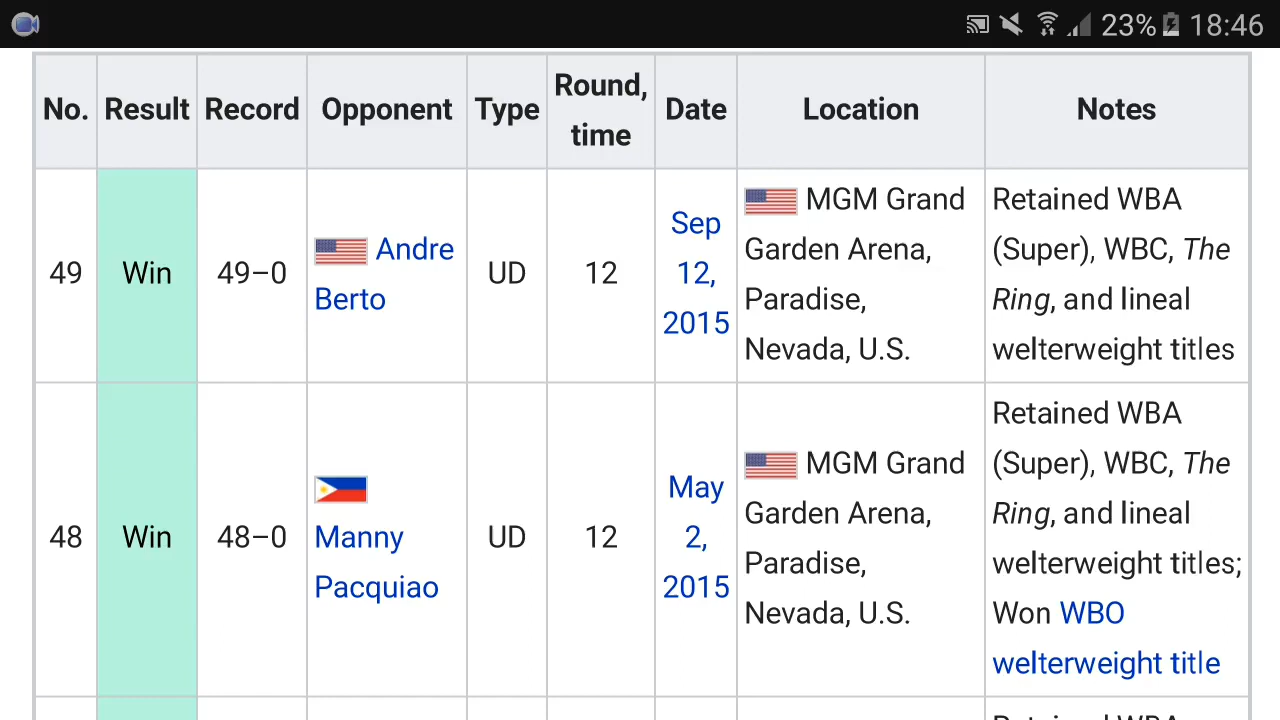 23% 18:46
No. Result Record Opponent Type Round, time Date Location Notes
49 Win 49–0 Andre Berto UD 12 Sep 12, 2015 MGM Grand Garden Arena, Paradise, Nevada, U.S. Retained WBA (Super), WBC, The Ring, and lineal welterweight titles
48 Win 48–0 Manny Pacquiao UD 12 May 2, 2015 MGM Grand Garden Arena, Paradise, Nevada, U.S. Retained WBA (Super), WBC, The Ring, and lineal welterweight titles; Won WBO welterweight title